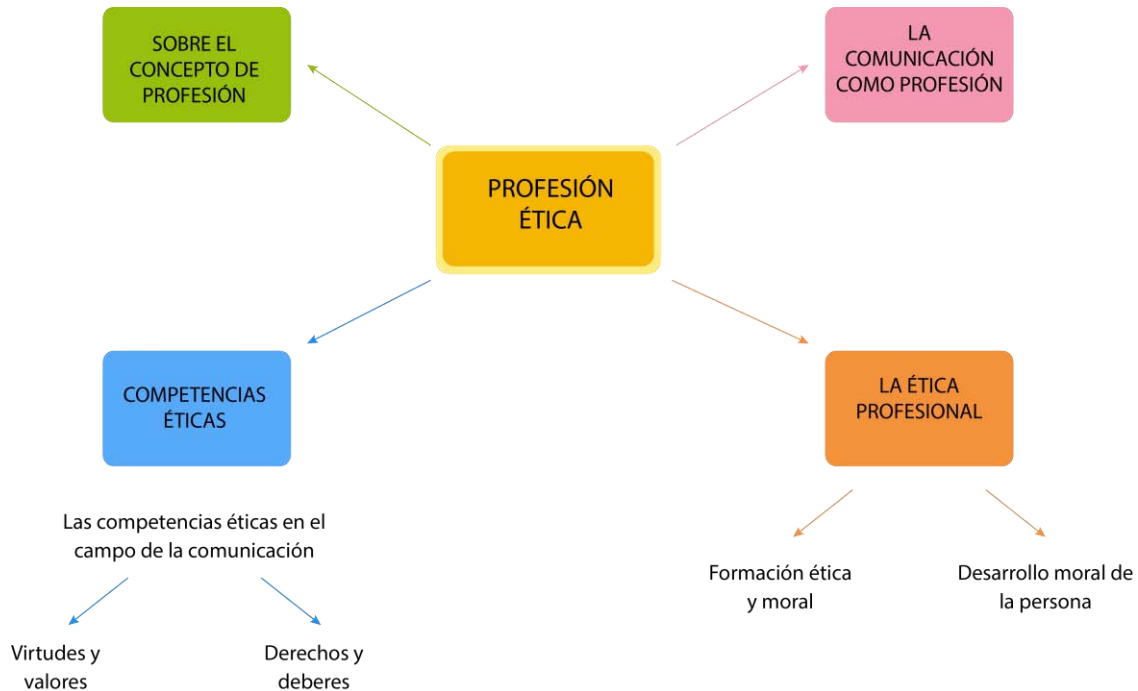 SOBRE EL
CONCEPTO DE
PROFESIÓN
LA
COMUNICACIÓN
COMO PROFESIÓN
PROFESIÓN
ÉTICA
COMPETENCIAS
ÉTICAS
LA ÉTICA
PROFESIONAL
Las competencias éticas en el
campo de la comunicación
Virtudes y
valores
Derechos y
deberes
Formación ética
y moral
Desarrollo moral de
la persona